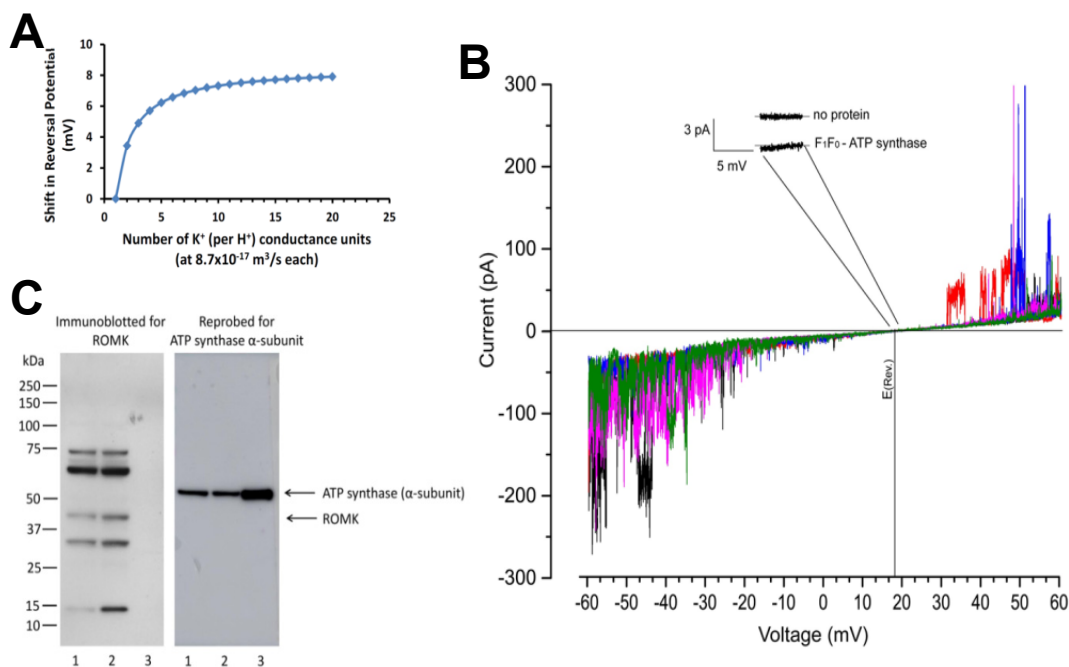 A
Shift in Reversal Potential
(mV)
10
8
6
4
2
0
0 5 10 15 20 25
Number of K⁺ (per H⁺) conductance units
(at 8.7x10⁻¹⁷ m³/s each)
B
300
200
100
0
-100
-200
-300
Current (pA)
3 pA
5 mV
no protein
F₁F₀ - ATP synthase
E(Rev.)
-60 -50 -40 -30 -20 -10 0 10 20 30 40 50 60
Voltage (mV)
C
Immunoblotted for
ROMK
Reprobed for
ATP synthase α-subunit
kDa
250
150
100
75
50
37
25
15
10
ATP synthase (α-subunit)
ROMK
1 2 3
1 2 3